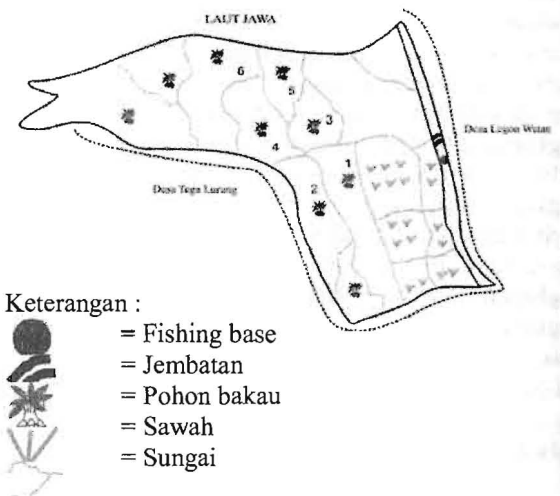 LAUT JAWA
6
5
3
Desa Legon Wetan
4
1
Desa Tega Lurung
2
Keterangan :
= Fishing base
= Jembatan
= Pohon bakau
= Sawah
= Sungai